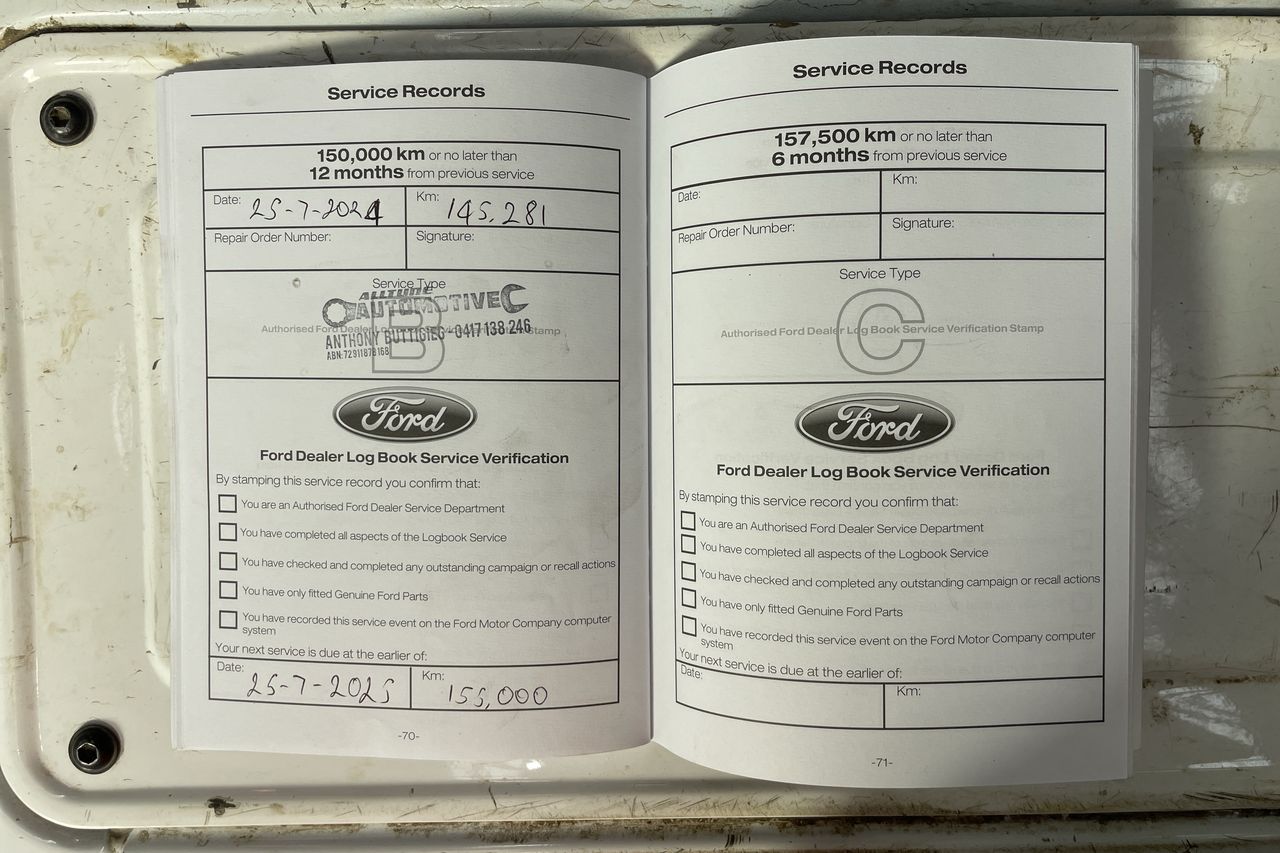 Service Records
150,000 km or no later than
12 months from previous service
Date: 25-7-2024
Km: 145,281
Repair Order Number:
Signature:
Service Type
B
Authorised Ford Dealer Lo Stamp
ALLTUNE
AUTOMOTIVE
ANTHONY BUTTIGIEG - 0417 138 246
ABN:72911878168
Ford
Ford Dealer Log Book Service Verification
By stamping this service record you confirm that:
You are an Authorised Ford Dealer Service Department
You have completed all aspects of the Logbook Service
You have checked and completed any outstanding campaign or recall actions
You have only fitted Genuine Ford Parts
You have recorded this service event on the Ford Motor Company computer
system
Your next service is due at the earlier of:
Date: 25-7-2025
Km: 155,000
-70-
Service Records
157,500 km or no later than
6 months from previous service
Date:
Km:
Repair Order Number:
Signature:
Service Type
C
Authorised Ford Dealer Log Book Service Verification Stamp
Ford
Ford Dealer Log Book Service Verification
By stamping this service record you confirm that:
You are an Authorised Ford Dealer Service Department
You have completed all aspects of the Logbook Service
You have checked and completed any outstanding campaign or recall actions
You have only fitted Genuine Ford Parts
You have recorded this service event on the Ford Motor Company computer
system
Your next service is due at the earlier of:
Date:
Km:
-71-